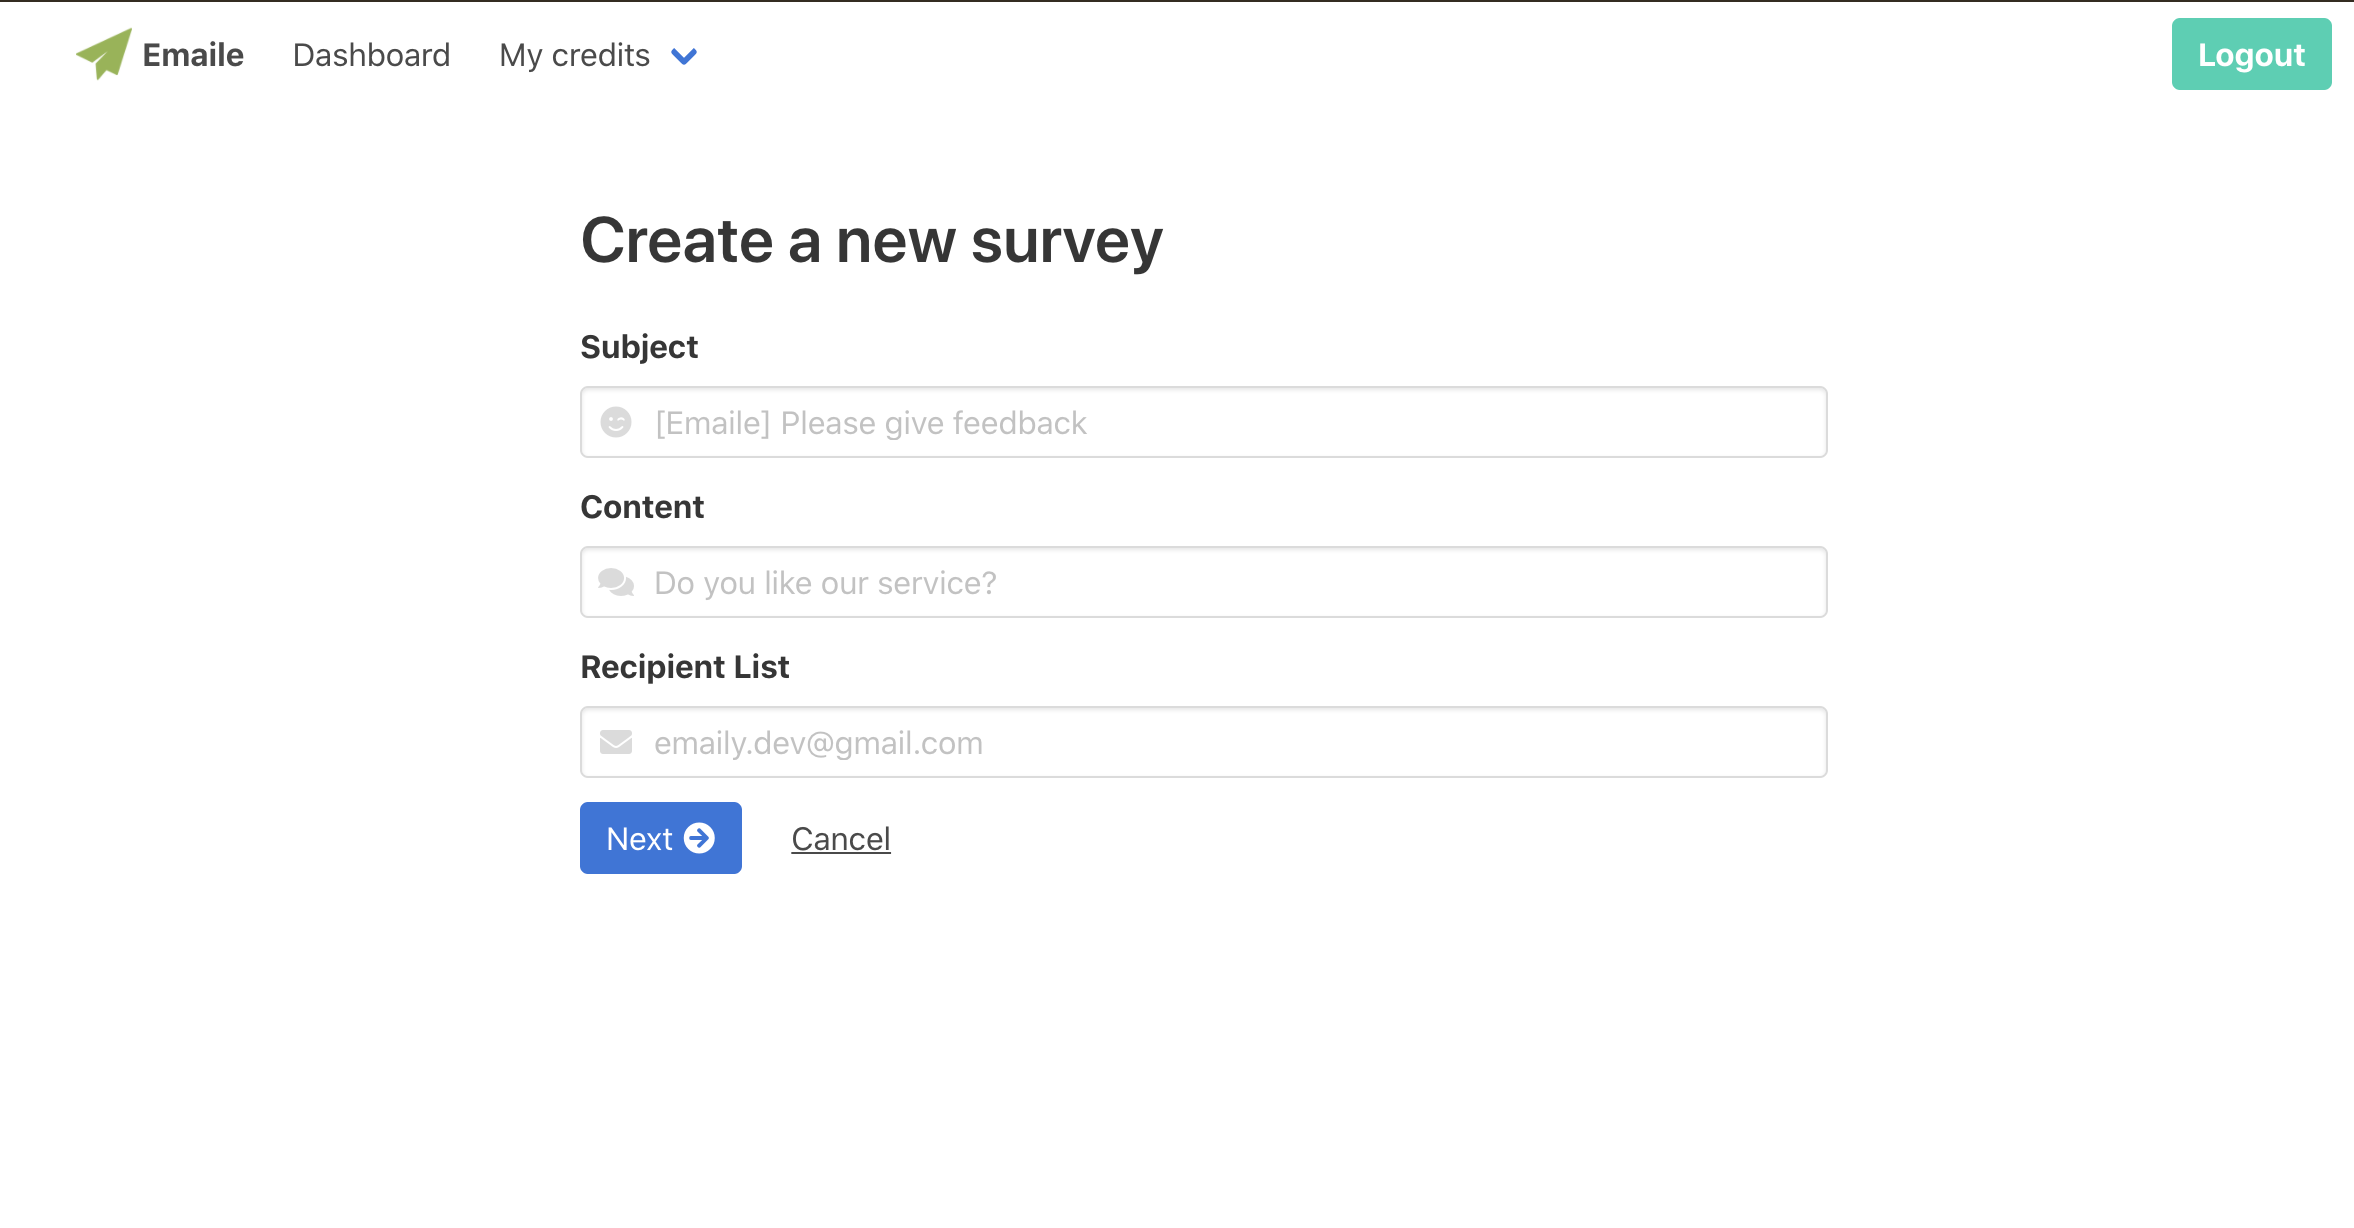 Emaile Dashboard My credits Logout
Create a new survey
Subject
[Emaile] Please give feedback
Content
Do you like our service?
Recipient List
emaily.dev@gmail.com
Next Cancel